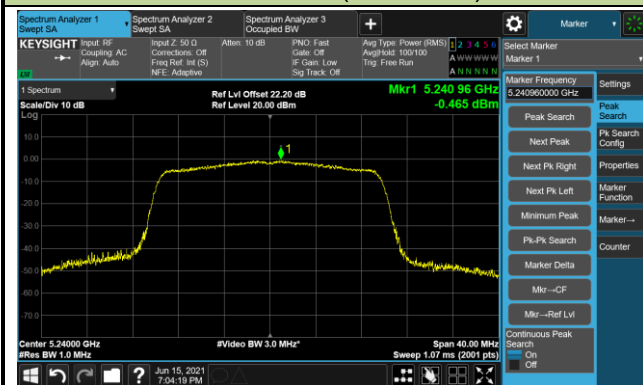 Spectrum Analyzer 1
Swept SA
Spectrum Analyzer 2
Swept SA
Spectrum Analyzer 3
Occupied BW
+
Marker
KEYSIGHT
Input: RF
Coupling: AC
Align: Auto
Input Z: 50 Ω
Corrections: Off
Freq Ref: Int (S)
NFE: Adaptive
Atten: 10 dB
PNO: Fast
Gate: Off
IF Gain: Low
Sig Track: Off
Avg Type: Power (RMS)
Avg|Hold: 100/100
Trig: Free Run
1 2 3 4 5 6
A W W W W W
A N N N N N
Select Marker
Marker 1
1 Spectrum
Scale/Div 10 dB
Log
Ref Lvl Offset 22.20 dB
Ref Level 20.00 dBm
Mkr1 5.240 96 GHz
-0.465 dBm
10.0
0.00
-10.0
-20.0
-30.0
-40.0
-50.0
-60.0
-70.0
1
Center 5.24000 GHz
#Res BW 1.0 MHz
#Video BW 3.0 MHz*
Span 40.00 MHz
Sweep 1.07 ms (2001 pts)
Marker Frequency
5.240960000 GHz
Peak Search
Next Peak
Next Pk Right
Next Pk Left
Minimum Peak
Pk-Pk Search
Marker Delta
Mkr→CF
Mkr→Ref Lvl
Continuous Peak
Search
On
Off
Settings
Peak
Search
Pk Search
Config
Properties
Marker
Function
Marker→
Counter
?
Jun 15, 2021
7:04:19 PM